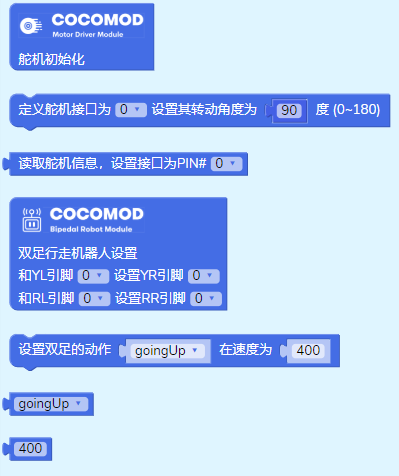 COCOMOD
Motor Driver Module
舵机初始化
定义舵机接口为 0 设置其转动角度为 90 度 (0~180)
读取舵机信息，设置接口为PIN# 0
COCOMOD
Bipedal Robot Module
双足行走机器人设置
和YL引脚 0 设置YR引脚 0
和RL引脚 0 设置RR引脚 0
设置双足的动作 goingUp 在速度为 400
goingUp
400